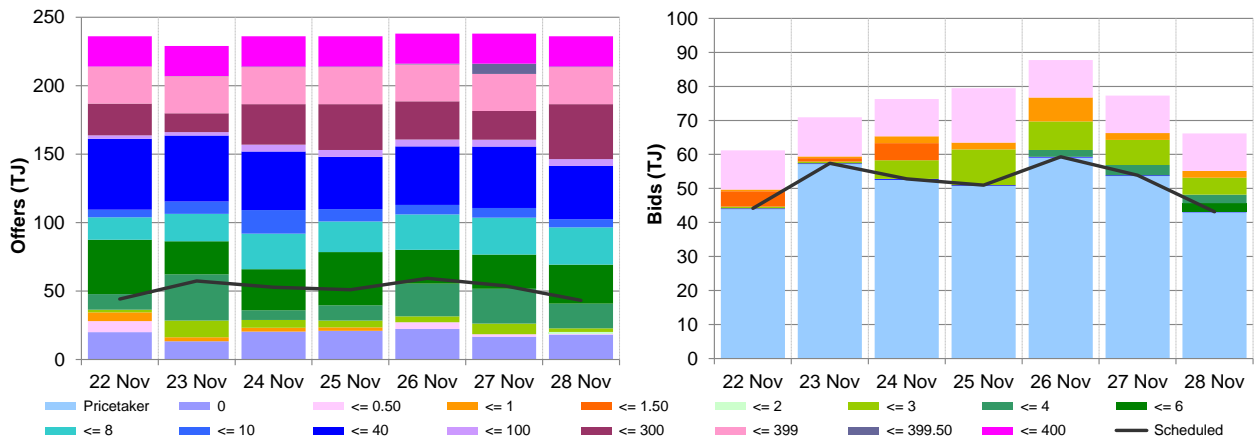 Offers (TJ)
250
200
150
100
50
0
22 Nov 23 Nov 24 Nov 25 Nov 26 Nov 27 Nov 28 Nov
Bids (TJ)
100
90
80
70
60
50
40
30
20
10
0
22 Nov 23 Nov 24 Nov 25 Nov 26 Nov 27 Nov 28 Nov
Pricetaker 0 <= 0.50 <= 1 <= 1.50 <= 2 <= 3 <= 4 <= 6
<= 8 <= 10 <= 40 <= 100 <= 300 <= 399 <= 399.50 <= 400 Scheduled